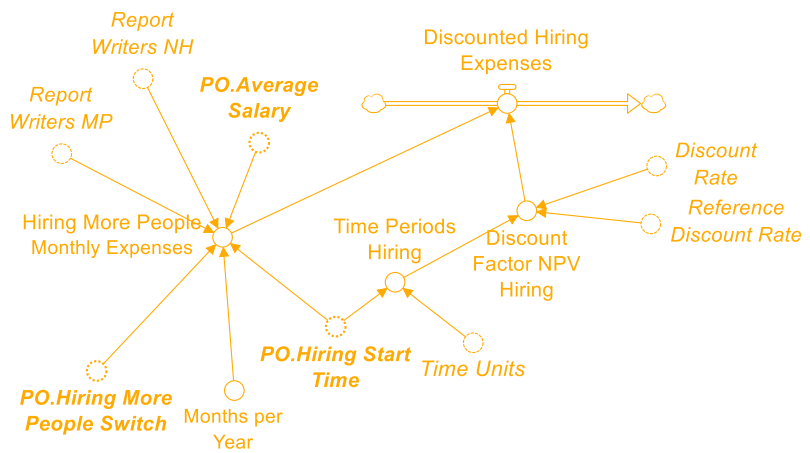 Report
Writers NH
Discounted Hiring
Expenses
PO.Average
Salary
Report
Writers MP
Discount
Rate
Reference
Discount Rate
Hiring More People
Monthly Expenses
Time Periods
Hiring
Discount
Factor NPV
Hiring
PO.Hiring Start
Time
Time Units
PO.Hiring More
People Switch
Months per
Year